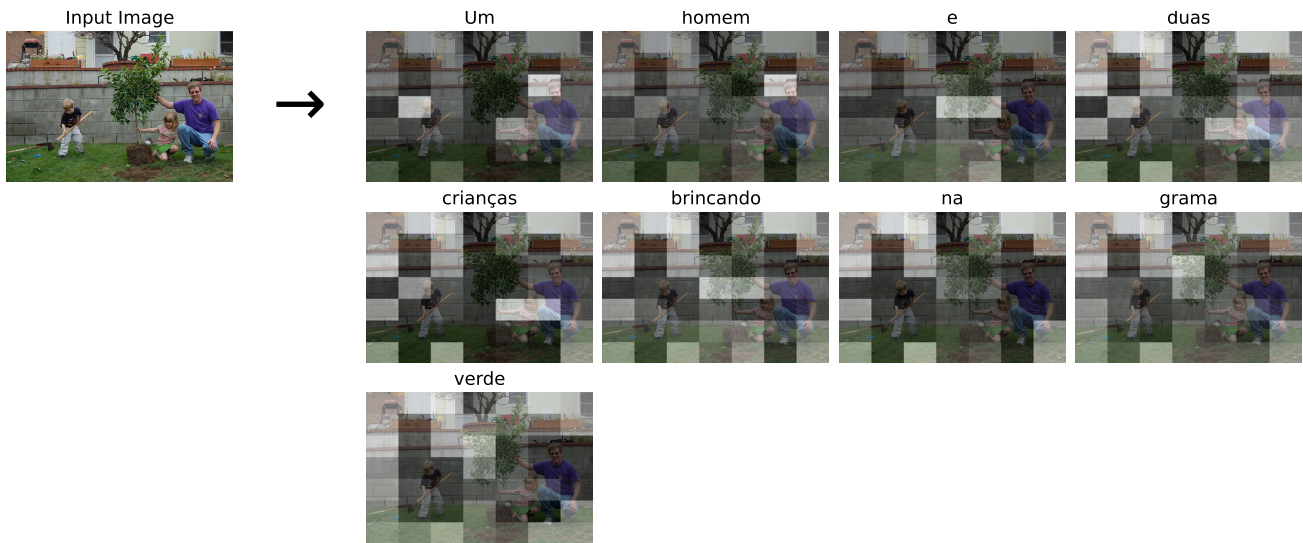 Input Image
→
Um
homem
e
duas
crianças
brincando
na
grama
verde